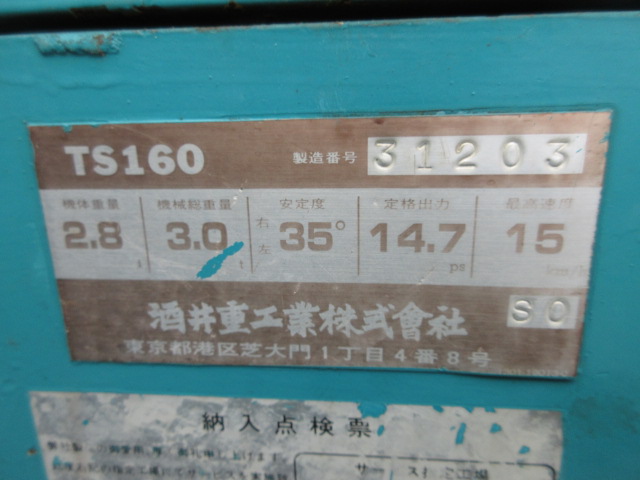 TS160 製造番号 31203
機体重量 機械総重量 安定度 定格出力 最高速度
2.8 t 3.0 t 右左 35° 14.7 ps 15 km/h
SO
酒井重工業株式會社
東京都港区芝大門1丁目4番8号
納入点検票